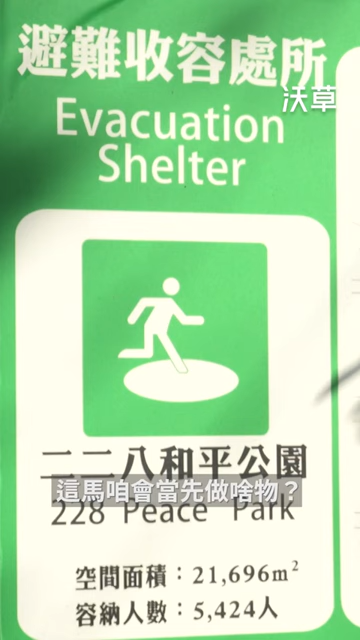 避難收容處所
沃草
Evacuation
Shelter
二二八和平公園
這馬咱會當先做啥物？
228 Peace Park
空間面積：21,696m²
容納人數：5,424人